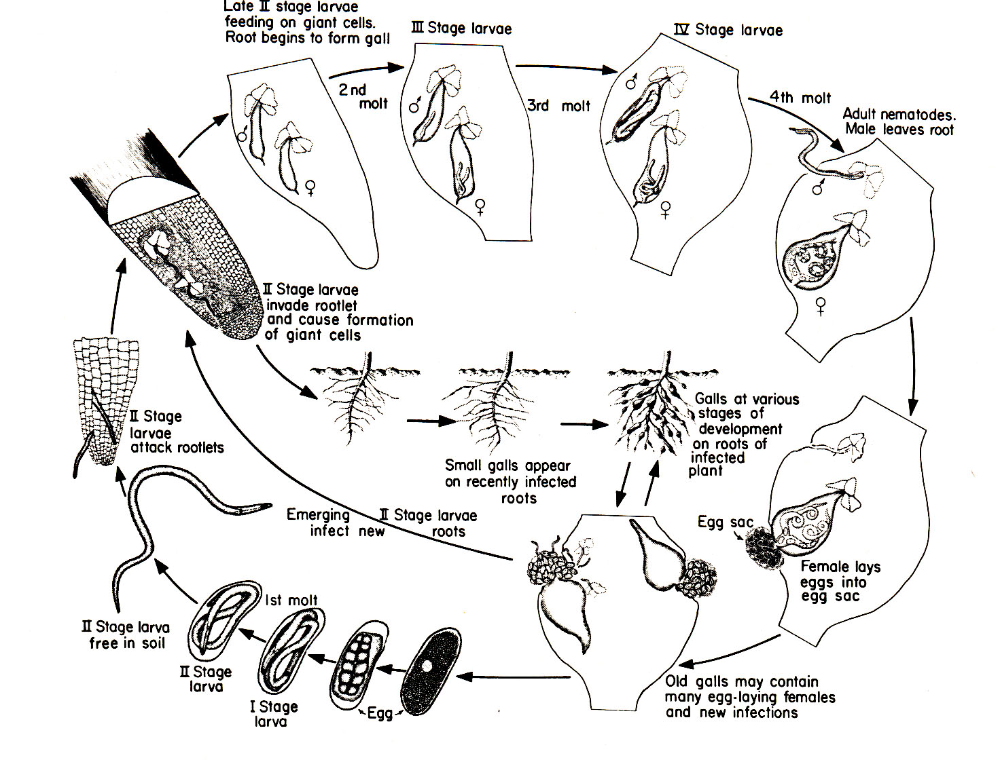 Late II stage larvae
feeding on giant cells.
Root begins to form gall
2nd
molt
III Stage larvae
3rd molt
IV Stage larvae
4th molt
Adult nematodes.
Male leaves root
♂
♀
♂
♀
♂
♀
♂
♀
II Stage larvae
invade rootlet
and cause formation
of giant cells
II Stage
larvae
attack rootlets
Small galls appear
on recently infected
roots
Galls at various
stages of
development
on roots of
infected
plant
Emerging II Stage larvae
infect new roots
Egg sac
Female lays
eggs into
egg sac
Old galls may contain
many egg-laying females
and new infections
Egg
I Stage
larva
1st molt
II Stage
larva
II Stage larva
free in soil